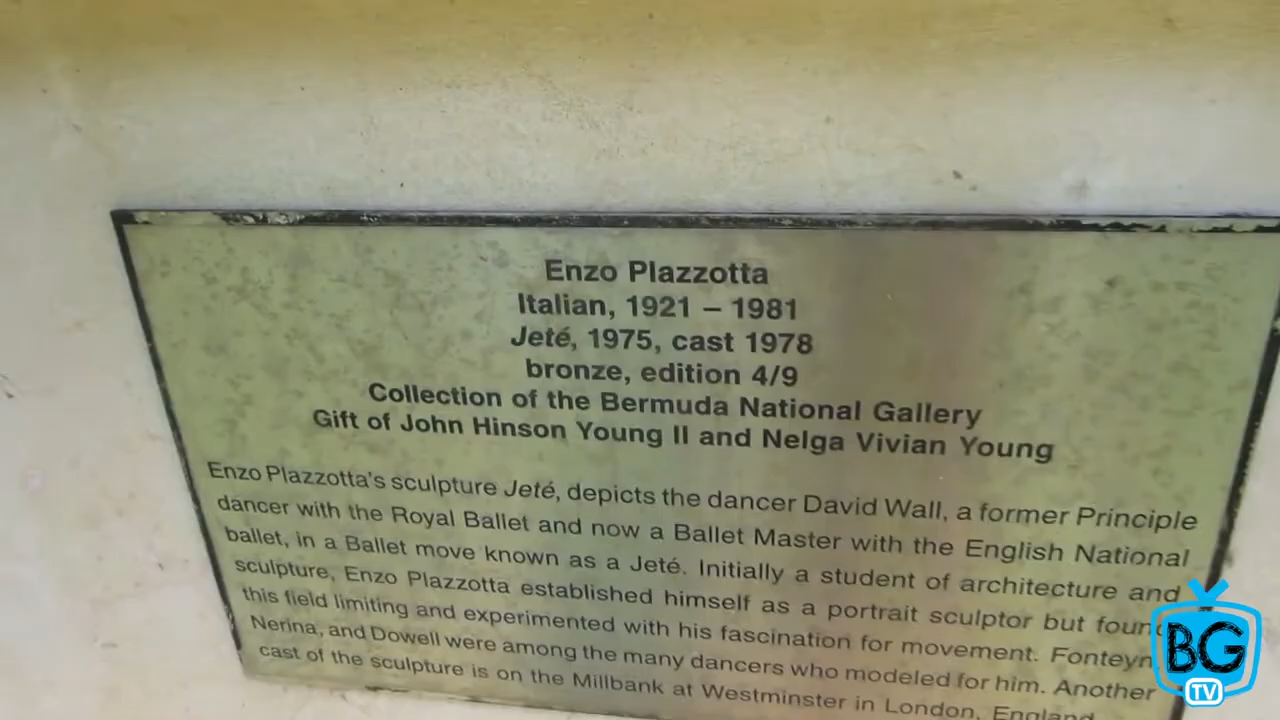 Enzo Plazzotta
Italian, 1921 – 1981
Jeté, 1975, cast 1978
bronze, edition 4/9
Collection of the Bermuda National Gallery
Gift of John Hinson Young II and Nelga Vivian Young
Enzo Plazzotta's sculpture Jeté, depicts the dancer David Wall, a former Principle
dancer with the Royal Ballet and now a Ballet Master with the English National
ballet, in a Ballet move known as a Jeté. Initially a student of architecture and
sculpture, Enzo Plazzotta established himself as a portrait sculptor but found
this field limiting and experimented with his fascination for movement. Fonteyn
Nerina, and Dowell were among the many dancers who modeled for him. Another
cast of the sculpture is on the Millbank at Westminster in London, England
BG
TV